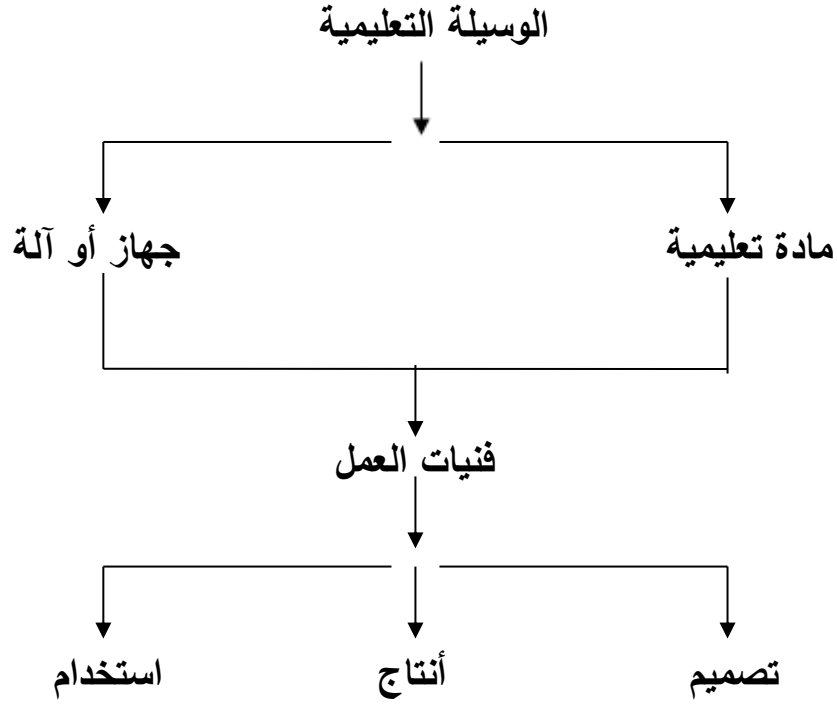 الوسيلة التعليمية
مادة تعليمية
جهاز أو آلة
فنيات العمل
تصميم
أنتاج
استخدام